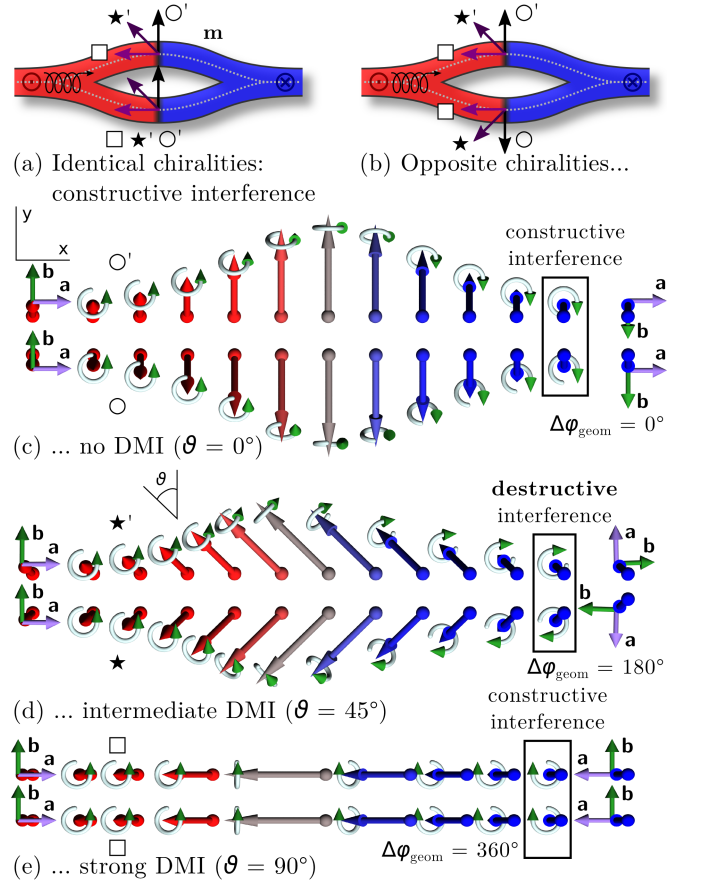 ★′ ○′ m
□
□ ★′ ○′
(a) Identical chiralities:
constructive interference
★′ ○′
□
□
★ ○
(b) Opposite chiralities...
y
x
○′
b
a
b
a
○
constructive
interference
a
b
a
b
Δφgeom = 0°
(c) ... no DMI (ϑ = 0°)
ϑ
★′
b
a
b
a
★
destructive
interference
a
b
b
a
Δφgeom = 180°
(d) ... intermediate DMI (ϑ = 45°)
constructive
interference
□
b
a
b
a
□
b
a
b
a
Δφgeom = 360°
(e) ... strong DMI (ϑ = 90°)